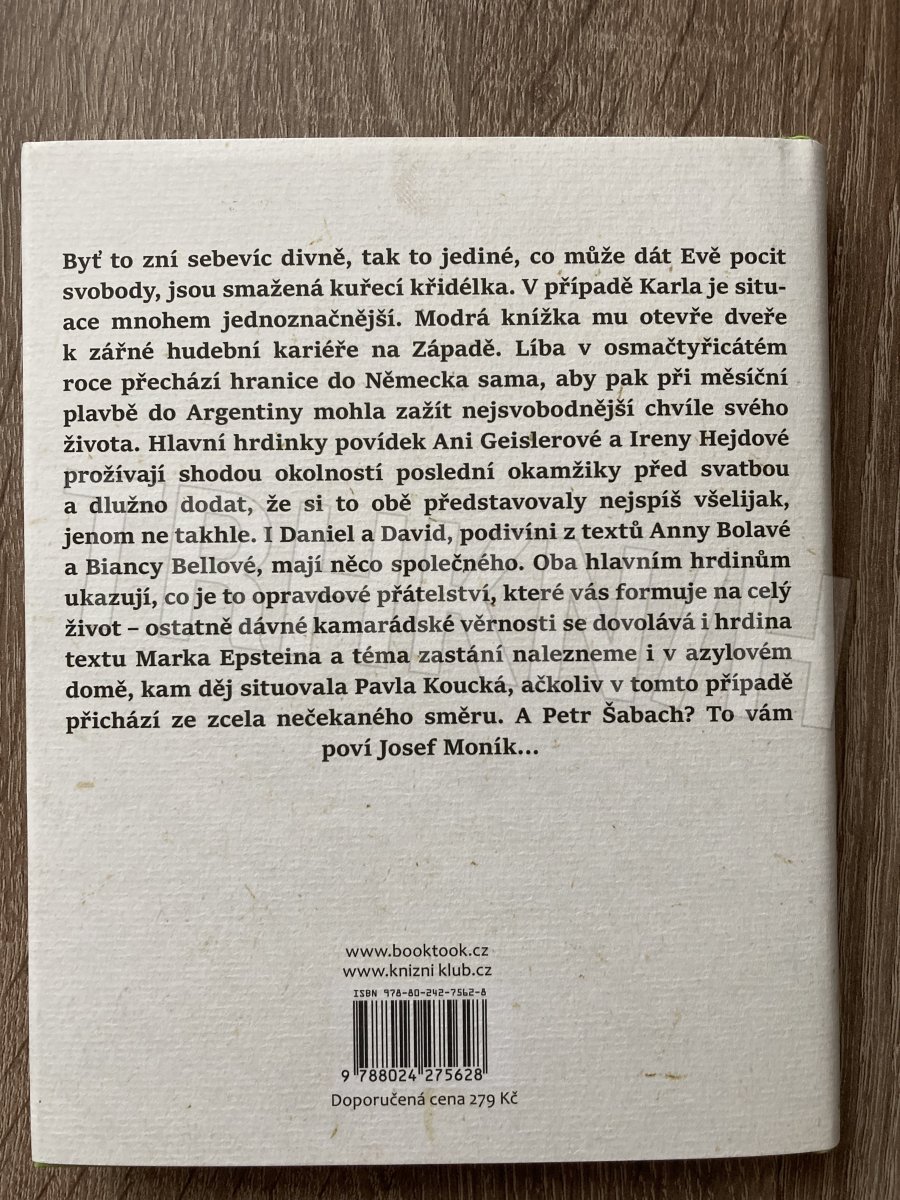 Byť to zní sebevíc divně, tak to jediné, co může dát Evě pocit
svobody, jsou smažená kuřecí křidélka. V případě Karla je situ-
ace mnohem jednoznačnější. Modrá knížka mu otevře dveře
k zářné hudební kariéře na Západě. Líba v osmačtyřicátém
roce přechází hranice do Německa sama, aby pak při měsíční
plavbě do Argentiny mohla zažít nejsvobodnější chvíle svého
života. Hlavní hrdinky povídek Ani Geislerové a Ireny Hejdové
prožívají shodou okolností poslední okamžiky před svatbou
a dlužno dodat, že si to obě představovaly nejspíš všelijak,
jenom ne takhle. I Daniel a David, podivíni z textů Anny Bolavé
a Biancy Bellové, mají něco společného. Oba hlavním hrdinům
ukazují, co je to opravdové přátelství, které vás formuje na celý
život – ostatně dávné kamarádské věrnosti se dovolává i hrdina
textu Marka Epsteina a téma zastání nalezneme i v azylovém
domě, kam děj situovala Pavla Koucká, ačkoliv v tomto případě
přichází ze zcela nečekaného směru. A Petr Šabach? To vám
poví Josef Moník...
www.booktook.cz
www.knizni klub.cz
ISBN 978-80-242-7562-8
9 788024 275628
Doporučená cena 279 Kč